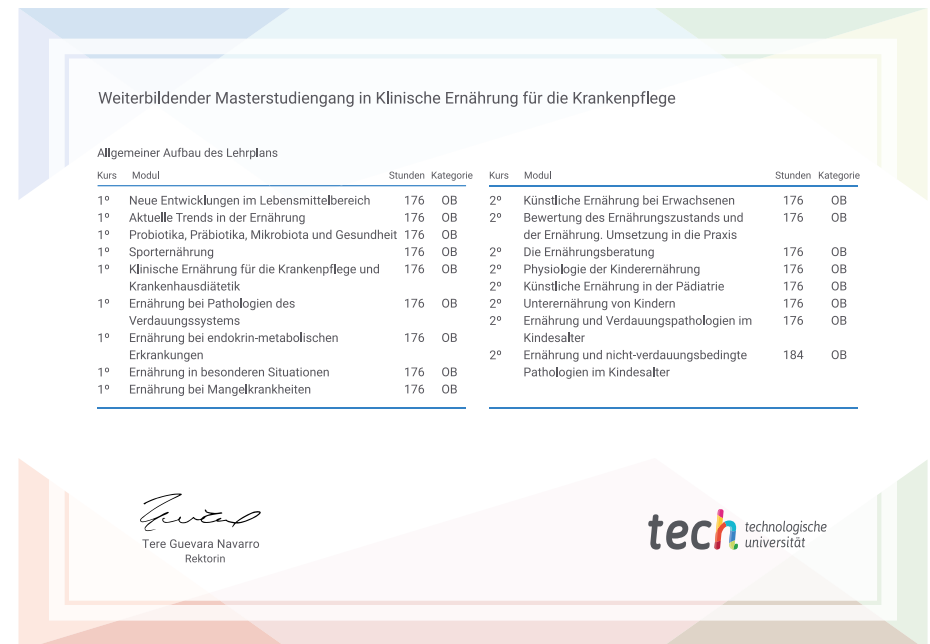 Weiterbildender Masterstudiengang in Klinische Ernährung für die Krankenpflege
Allgemeiner Aufbau des Lehrplans
Kurs Modul Stunden Kategorie
1º Neue Entwicklungen im Lebensmittelbereich 176 OB
1º Aktuelle Trends in der Ernährung 176 OB
1º Probiotika, Präbiotika, Mikrobiota und Gesundheit 176 OB
1º Sporternährung 176 OB
1º Klinische Ernährung für die Krankenpflege und 176 OB
Krankenhausdiätetik
1º Ernährung bei Pathologien des 176 OB
Verdauungssystems
1º Ernährung bei endokrin-metabolischen 176 OB
Erkrankungen
1º Ernährung in besonderen Situationen 176 OB
1º Ernährung bei Mangelkrankheiten 176 OB
Kurs Modul Stunden Kategorie
2º Künstliche Ernährung bei Erwachsenen 176 OB
2º Bewertung des Ernährungszustands und 176 OB
der Ernährung. Umsetzung in die Praxis
2º Die Ernährungsberatung 176 OB
2º Physiologie der Kinderernährung 176 OB
2º Künstliche Ernährung in der Pädiatrie 176 OB
2º Unterernährung von Kindern 176 OB
2º Ernährung und Verdauungspathologien im 176 OB
Kindesalter
2º Ernährung und nicht-verdauungsbedingte 184 OB
Pathologien im Kindesalter
Tere Guevara Navarro
Rektorin
tech technologische
universität